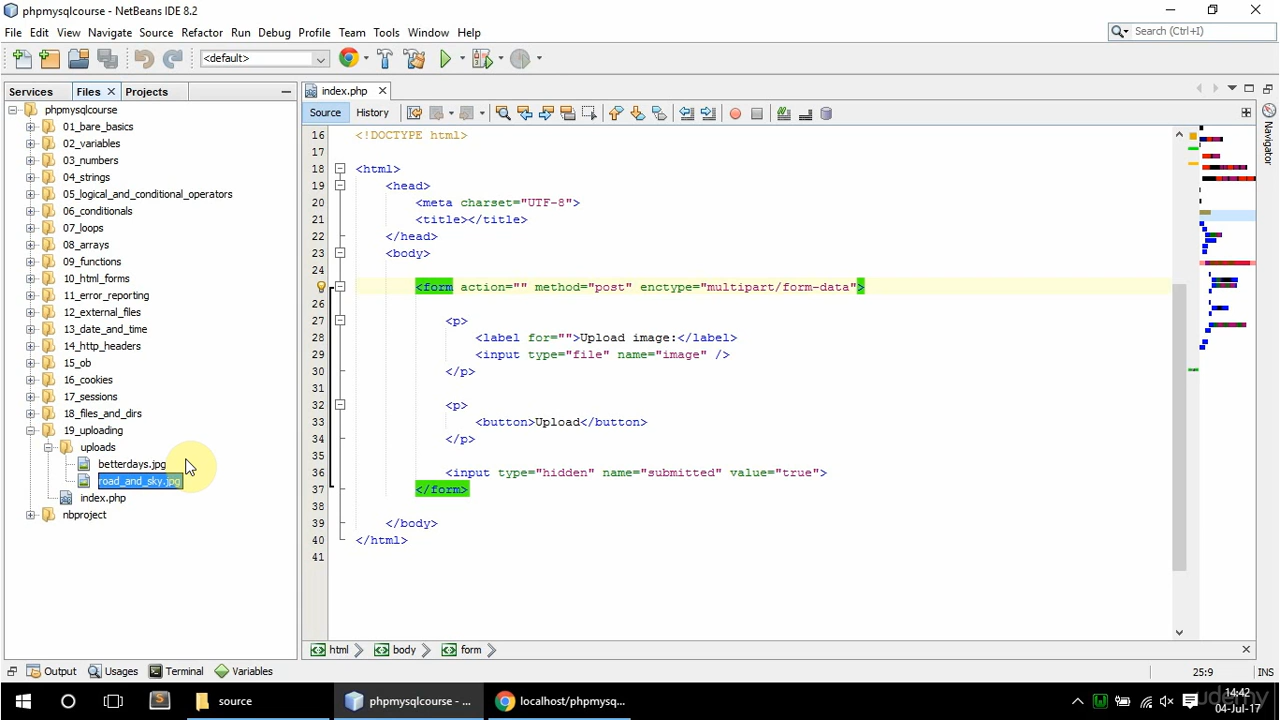 phpmysqlcourse - NetBeans IDE 8.2
File Edit View Navigate Source Refactor Run Debug Profile Team Tools Window Help
Search (Ctrl+I)
<default>
Services Files Projects
index.php
Source History
phpmysqlcourse
01_bare_basics
02_variables
03_numbers
04_strings
05_logical_and_conditional_operators
06_conditionals
07_loops
08_arrays
09_functions
10_html_forms
11_error_reporting
12_external_files
13_date_and_time
14_http_headers
15_ob
16_cookies
17_sessions
18_files_and_dirs
19_uploading
uploads
betterdays.jpg
road_and_sky.jpg
index.php
nbproject
16 <!DOCTYPE html>
17
18 <html>
19 <head>
20 <meta charset="UTF-8">
21 <title></title>
22 </head>
23 <body>
24
<form action="" method="post" enctype="multipart/form-data">
26
27 <p>
28 <label for="">Upload image:</label>
29 <input type="file" name="image" />
30 </p>
31
32 <p>
33 <button>Upload</button>
34 </p>
35
36 <input type="hidden" name="submitted" value="true">
37 </form>
38
39 </body>
40 </html>
41
Navigator
html body form
Output Usages Terminal Variables
25:9 INS
source
phpmysqlcourse - ...
localhost/phpmysq...
14:42
04-Jul-17
udemy